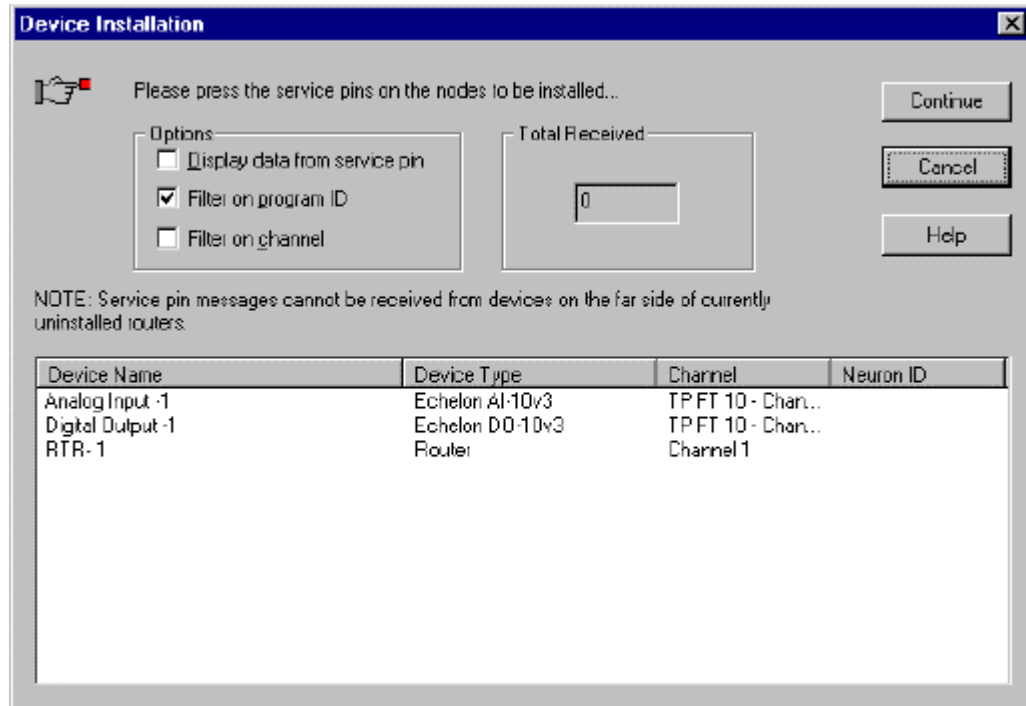 Device Installation
Please press the service pins on the nodes to be installed...
Continue
Options
Total Received
Display data from service pin
Cancel
Filter on program ID
0
Filter on channel
Help
NOTE: Service pin messages cannot be received from devices on the far side of currently
uninstalled routers.
Device Name Device Type Channel Neuron ID
Analog Input -1 Echelon AI-10v3 TP FT 10 - Chan...
Digital Output -1 Echelon DO-10v3 TP FT 10 - Chan...
RTR- 1 Router Channel 1